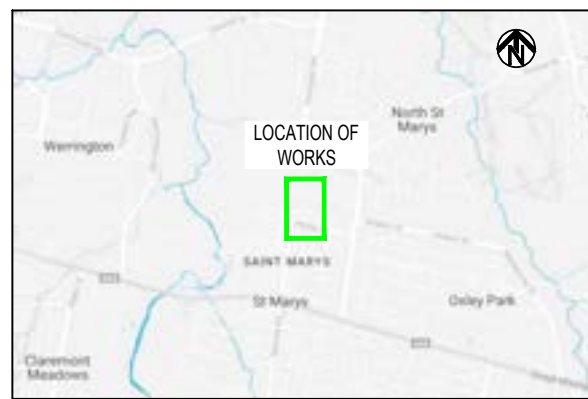 N
North St
Marys
LOCATION OF
WORKS
Werrington
SAINT MARYS
St Marys
Oxley Park
Claremont
Meadows